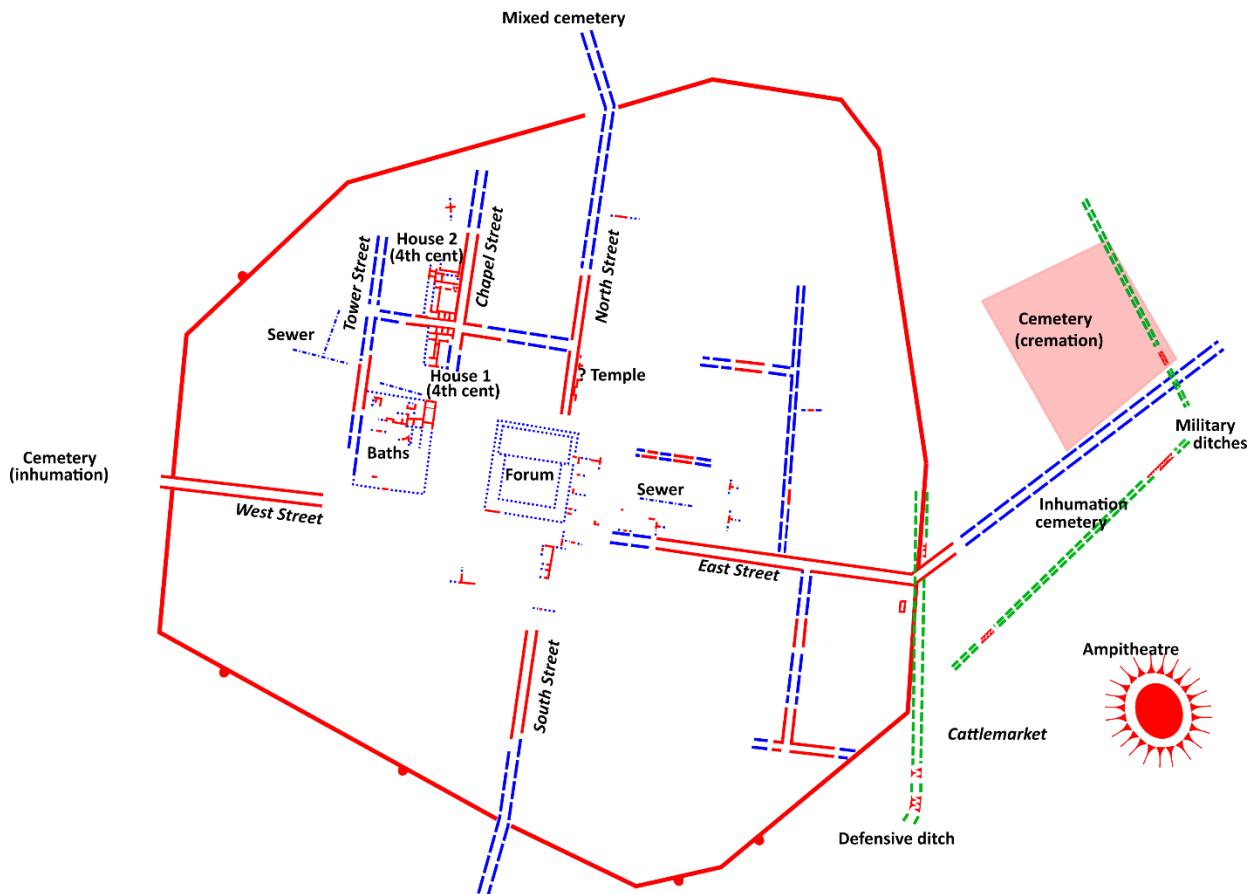 Mixed cemetery
House 2
(4th cent)
Chapel Street
North Street
Tower Street
Sewer
Cemetery
(cremation)
? Temple
House 1
(4th cent)
Military
ditches
Cemetery
(inhumation)
Baths
Forum
Sewer
West Street
Inhumation
cemetery
East Street
Ampitheatre
South Street
Cattlemarket
Defensive ditch